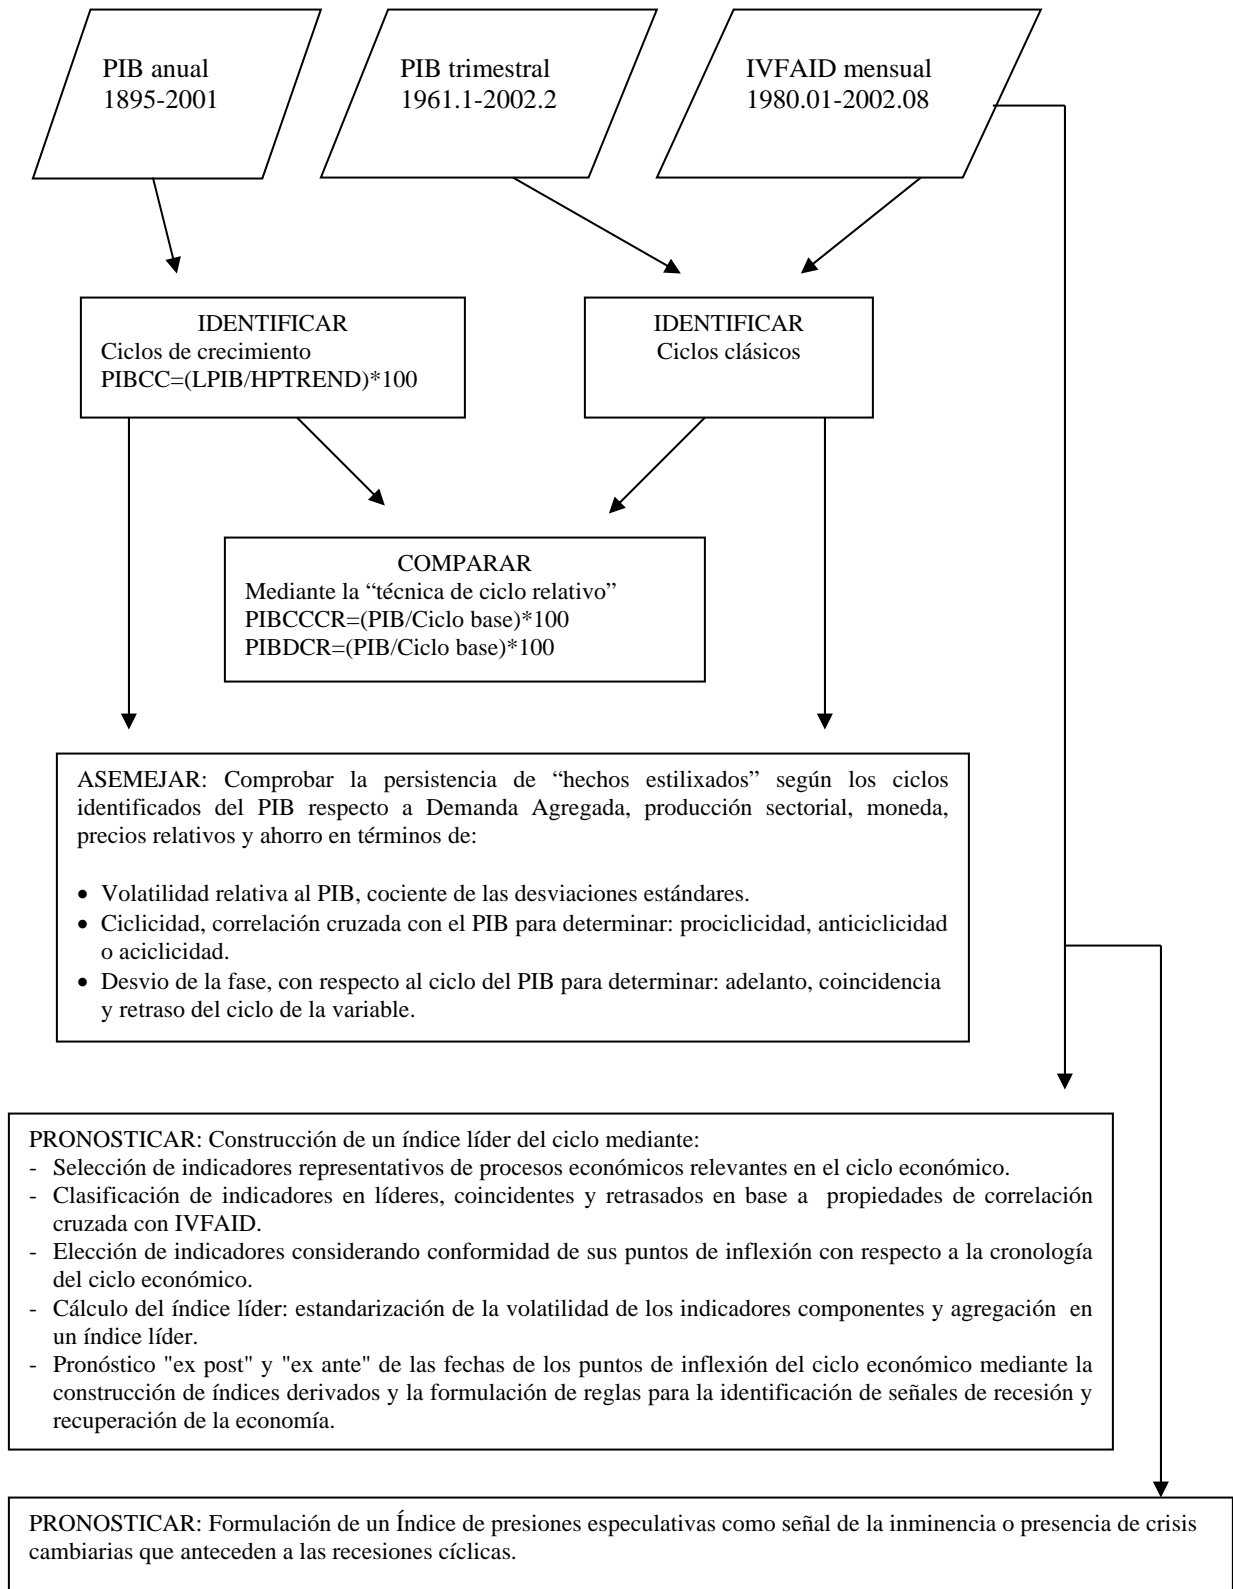 PIB anual
1895-2001
PIB trimestral
1961.1-2002.2
IVFAID mensual
1980.01-2002.08
IDENTIFICAR
Ciclos de crecimiento
PIBCC=(LPIB/HPTREND)*100
IDENTIFICAR
Ciclos clásicos
COMPARAR
Mediante la “técnica de ciclo relativo”
PIBCCCR=(PIB/Ciclo base)*100
PIBDCR=(PIB/Ciclo base)*100
ASEMEJAR: Comprobar la persistencia de “hechos estilixados” según los ciclos
identificados del PIB respecto a Demanda Agregada, producción sectorial, moneda,
precios relativos y ahorro en términos de:
• Volatilidad relativa al PIB, cociente de las desviaciones estándares.
• Ciclicidad, correlación cruzada con el PIB para determinar: prociclicidad, anticiclicidad
o aciclicidad.
• Desvio de la fase, con respecto al ciclo del PIB para determinar: adelanto, coincidencia
y retraso del ciclo de la variable.
PRONOSTICAR: Construcción de un índice líder del ciclo mediante:
- Selección de indicadores representativos de procesos económicos relevantes en el ciclo económico.
- Clasificación de indicadores en líderes, coincidentes y retrasados en base a propiedades de correlación
cruzada con IVFAID.
- Elección de indicadores considerando conformidad de sus puntos de inflexión con respecto a la cronología
del ciclo económico.
- Cálculo del índice líder: estandarización de la volatilidad de los indicadores componentes y agregación en
un índice líder.
- Pronóstico "ex post" y "ex ante" de las fechas de los puntos de inflexión del ciclo económico mediante la
construcción de índices derivados y la formulación de reglas para la identificación de señales de recesión y
recuperación de la economía.
PRONOSTICAR: Formulación de un Índice de presiones especulativas como señal de la inminencia o presencia de crisis
cambiarias que anteceden a las recesiones cíclicas.